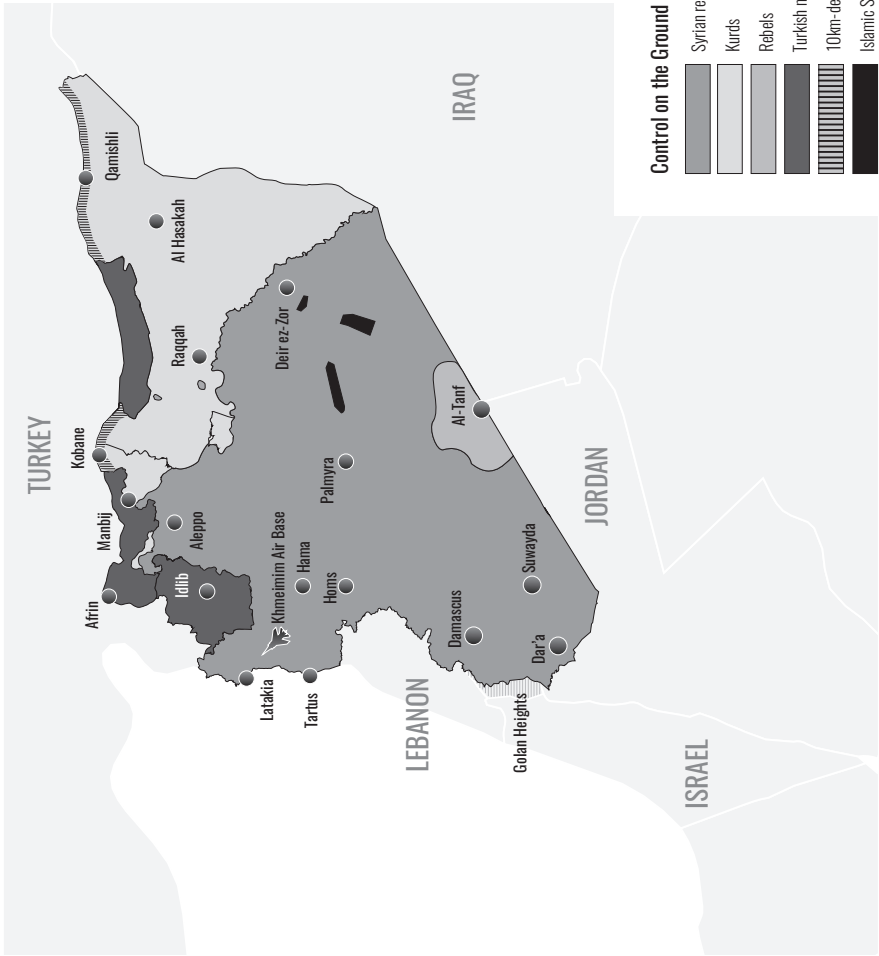 TURKEY
Kobane
Qamishli
Manbij
Afrin
Al Hasakah
Raqqah
Aleppo
Idlib
Deir ez-Zor
IRAQ
Khmeimim Air Base
Latakia
Hama
Tartus
Homs
Palmyra
LEBANON
Al-Tanf
Damascus
Suwayda
Dar'a
Golan Heights
JORDAN
ISRAEL
Control on the Ground
Syrian re
Kurds
Rebels
Turkish
10km-de
Islamic S